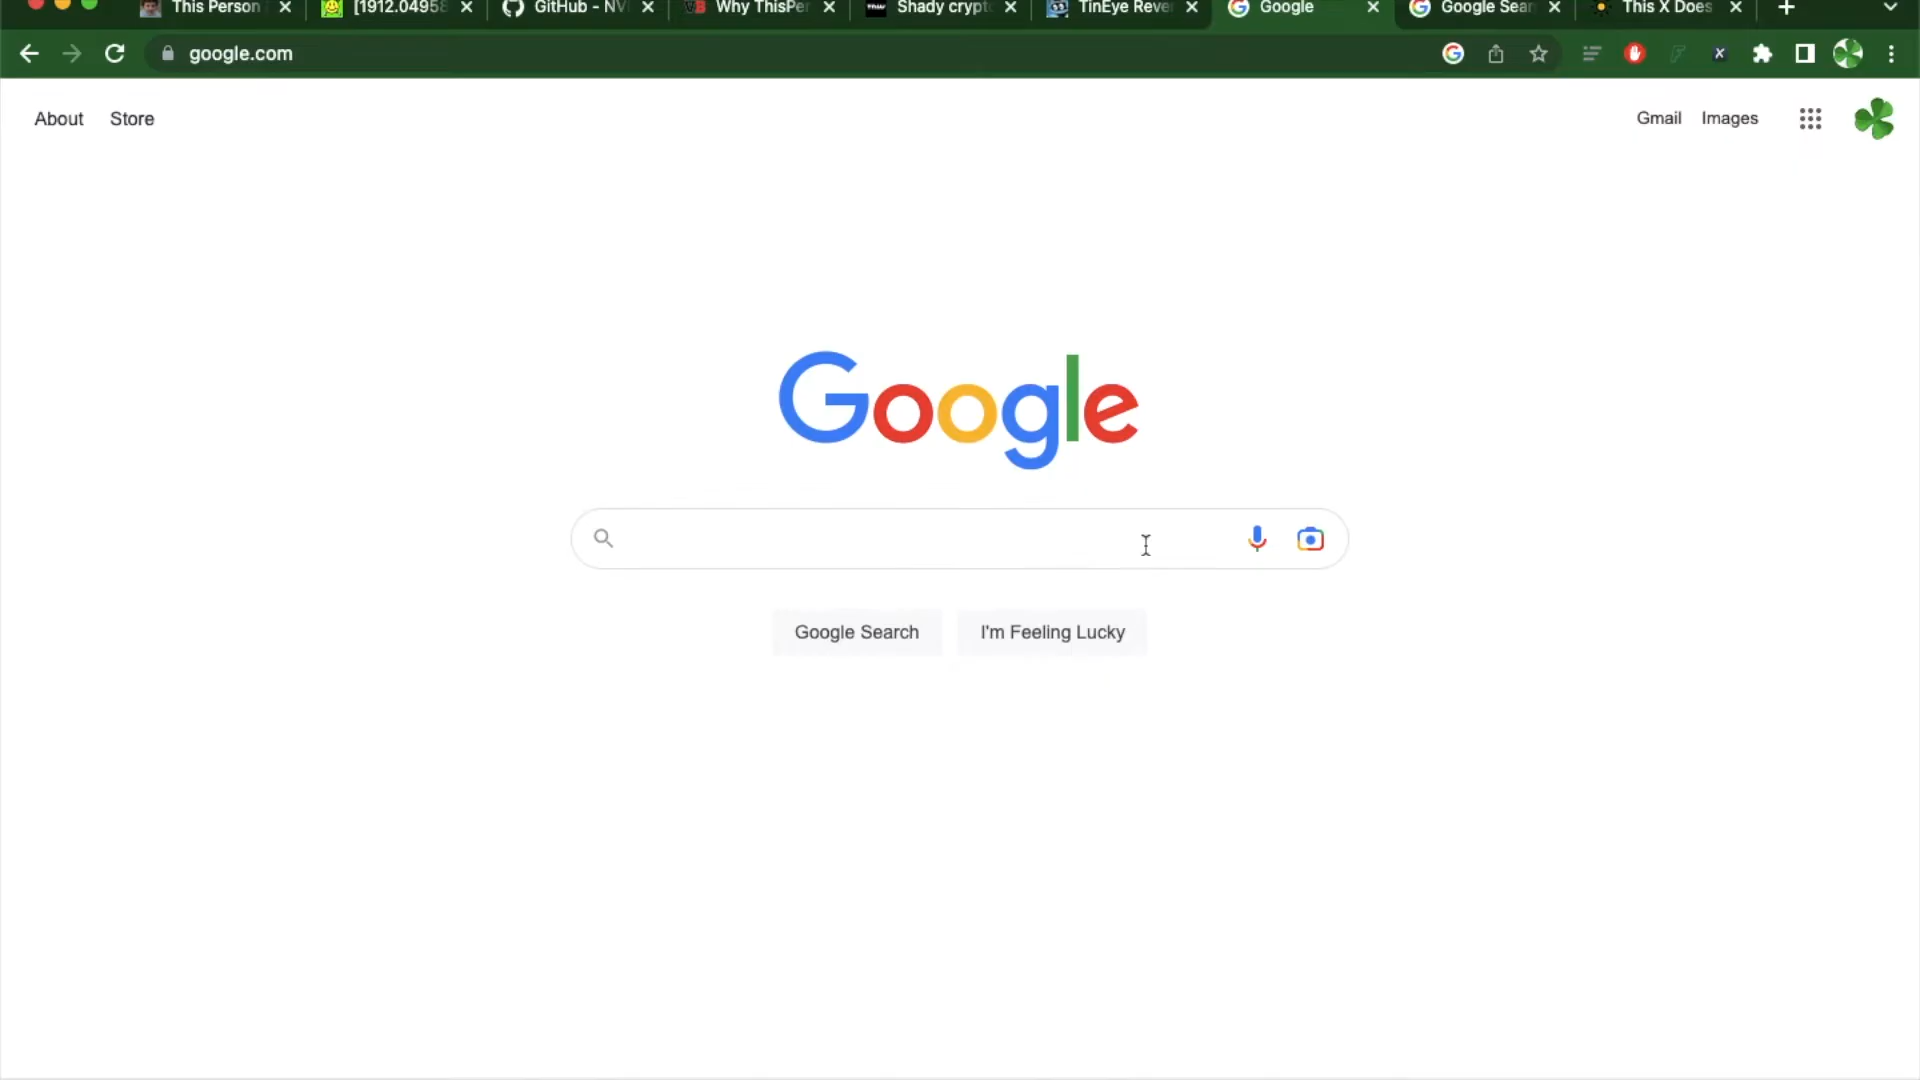 This Person
[1912.04958
GitHub - NV
Why ThisPer
Shady crypt
TinEye Reve
Google
Google Sear
This X Does
google.com
About Store
Gmail Images
Google
Google Search I'm Feeling Lucky